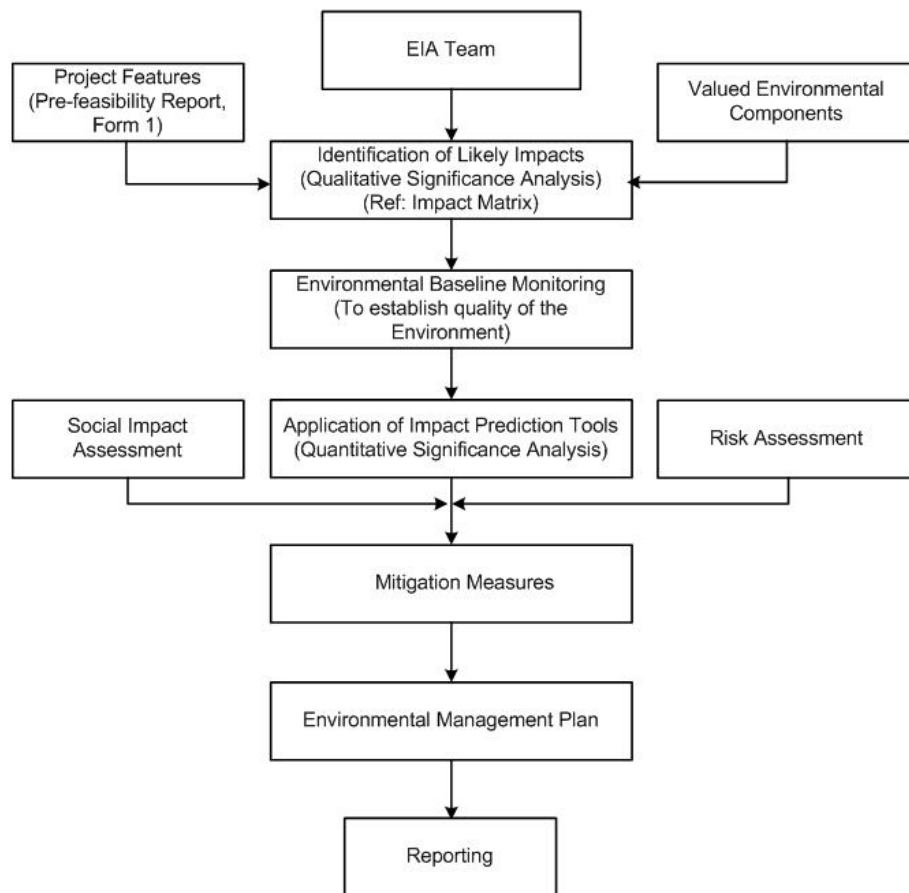 EIA Team
Project Features
(Pre-feasibility Report,
Form 1)
Valued Environmental
Components
Identification of Likely Impacts
(Qualitative Significance Analysis)
(Ref: Impact Matrix)
Environmental Baseline Monitoring
(To establish quality of the
Environment)
Social Impact
Assessment
Application of Impact Prediction Tools
(Quantitative Significance Analysis)
Risk Assessment
Mitigation Measures
Environmental Management Plan
Reporting